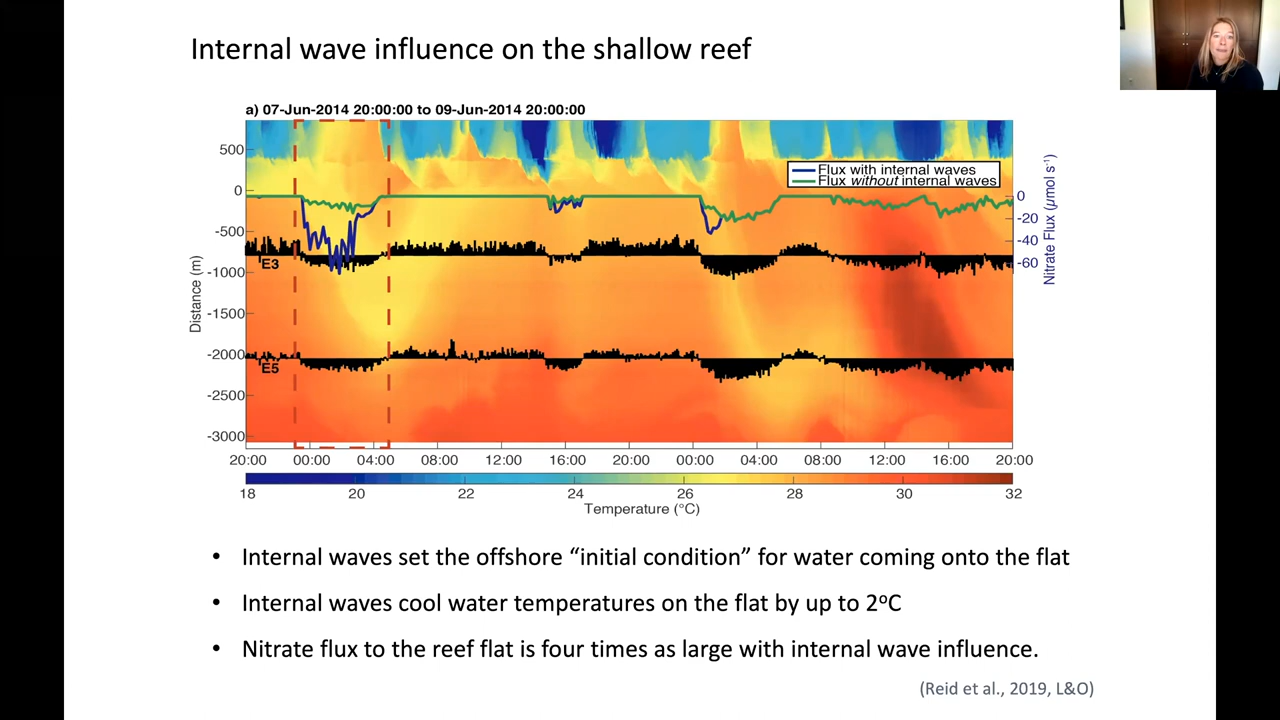 Internal wave influence on the shallow reef
a) 07-Jun-2014 20:00:00 to 09-Jun-2014 20:00:00
500
0
-500
-1000
-1500
-2000
-2500
-3000
Distance (m)
Flux with internal waves
Flux without internal waves
E3
E5
0
-20
-40
-60
Nitrate Flux (μmol s⁻¹)
20:00 00:00 04:00 08:00 12:00 16:00 20:00 00:00 04:00 08:00 12:00 16:00 20:00
18 20 22 24 26 28 30 32
Temperature (°C)
• Internal waves set the offshore “initial condition” for water coming onto the flat
• Internal waves cool water temperatures on the flat by up to 2ºC
• Nitrate flux to the reef flat is four times as large with internal wave influence.
(Reid et al., 2019, L&O)